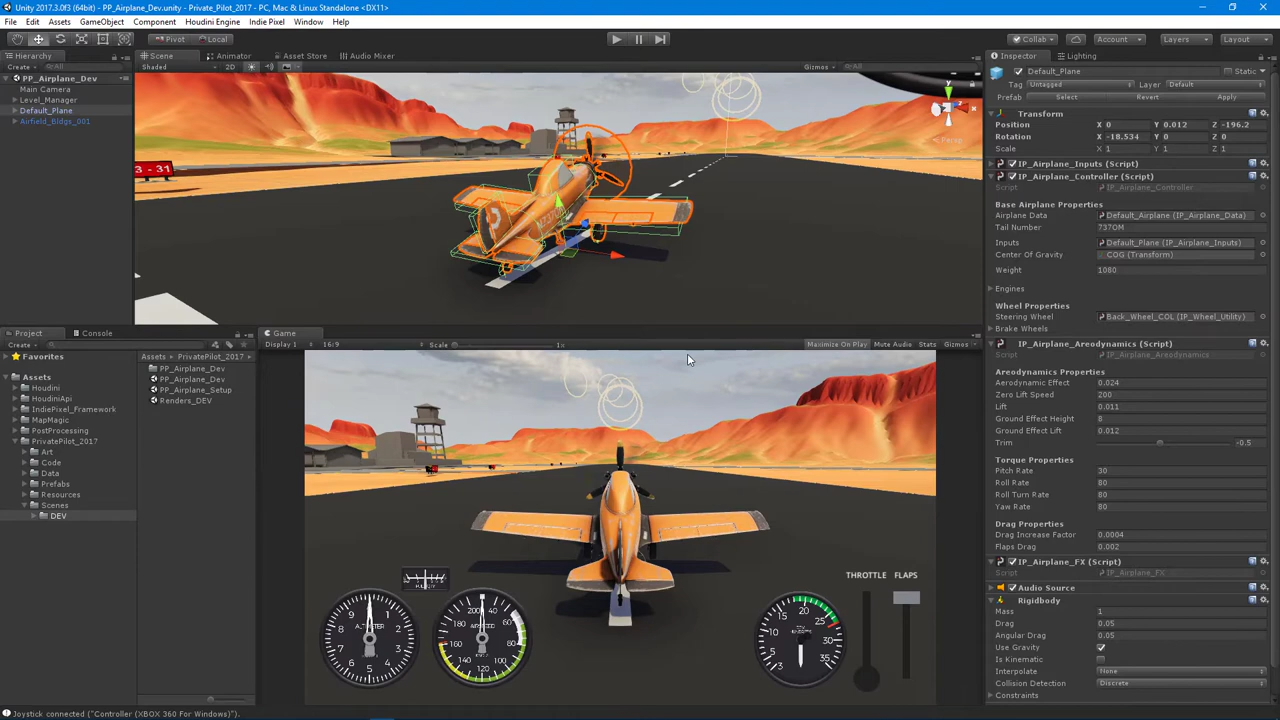 Unity 2017.3.0f3 (64bit) - PP_Airplane_Dev.unity - Private_Pilot_2017 - PC, Mac & Linux Standalone <DX11>
File Edit Assets GameObject Component Houdini Engine Indie Pixel Window Help
Pivot Local Collab Account Layers Layout
Hierarchy
Create All
PP_Airplane_Dev
Main Camera
Level_Manager
Default_Plane
Airfield_Bldgs_001
Scene Animator Asset Store Audio Mixer
Shaded 2D Gizmos All
Persp
3 - 31
Project Console
Create
Favorites
Assets
Houdini
HoudiniApi
IndiePixel_Framework
MapMagic
PostProcessing
PrivatePilot_2017
Art
Code
Data
Prefabs
Resources
Scenes
DEV
Assets PrivatePilot_2017
PP_Airplane_Dev
PP_Airplane_Dev
PP_Airplane_Setup
Renders_DEV
Game
Display 1 16:9 Scale 1x Maximize On Play Mute Audio Stats Gizmos
THROTTLE FLAPS
Inspector Lighting
Default_Plane Static
Tag Untagged Layer Default
Prefab Select Revert Apply
Transform
Position X 0 Y 0.012 Z -196.2
Rotation X -18.534 Y 0 Z 0
Scale X 1 Y 1 Z 1
IP_Airplane_Inputs (Script)
IP_Airplane_Controller (Script)
Script IP_Airplane_Controller
Base Airplane Properties
Airplane Data Default_Airplane (IP_Airplane_Data)
Tail Number 737OM
Inputs Default_Plane (IP_Airplane_Inputs)
Center Of Gravity COG (Transform)
Weight 1080
Engines
Wheel Properties
Steering Wheel Back_Wheel_COL (IP_Wheel_Utility)
Brake Wheels
IP_Airplane_Areodynamics (Script)
Script IP_Airplane_Areodynamics
Areodynamics Properties
Aerodynamic Effect 0.024
Zero Lift Speed 200
Lift 0.011
Ground Effect Height 8
Ground Effect Lift 0.012
Trim -0.5
Torque Properties
Pitch Rate 30
Roll Rate 80
Roll Turn Rate 80
Yaw Rate 80
Drag Properties
Drag Increase Factor 0.0004
Flaps Drag 0.002
IP_Airplane_FX (Script)
Script IP_Airplane_FX
Audio Source
Rigidbody
Mass 1
Drag 0.05
Angular Drag 0.05
Use Gravity
Is Kinematic
Interpolate None
Collision Detection Discrete
Constraints
Joystick connected ("Controller (XBOX 360 For Windows)").